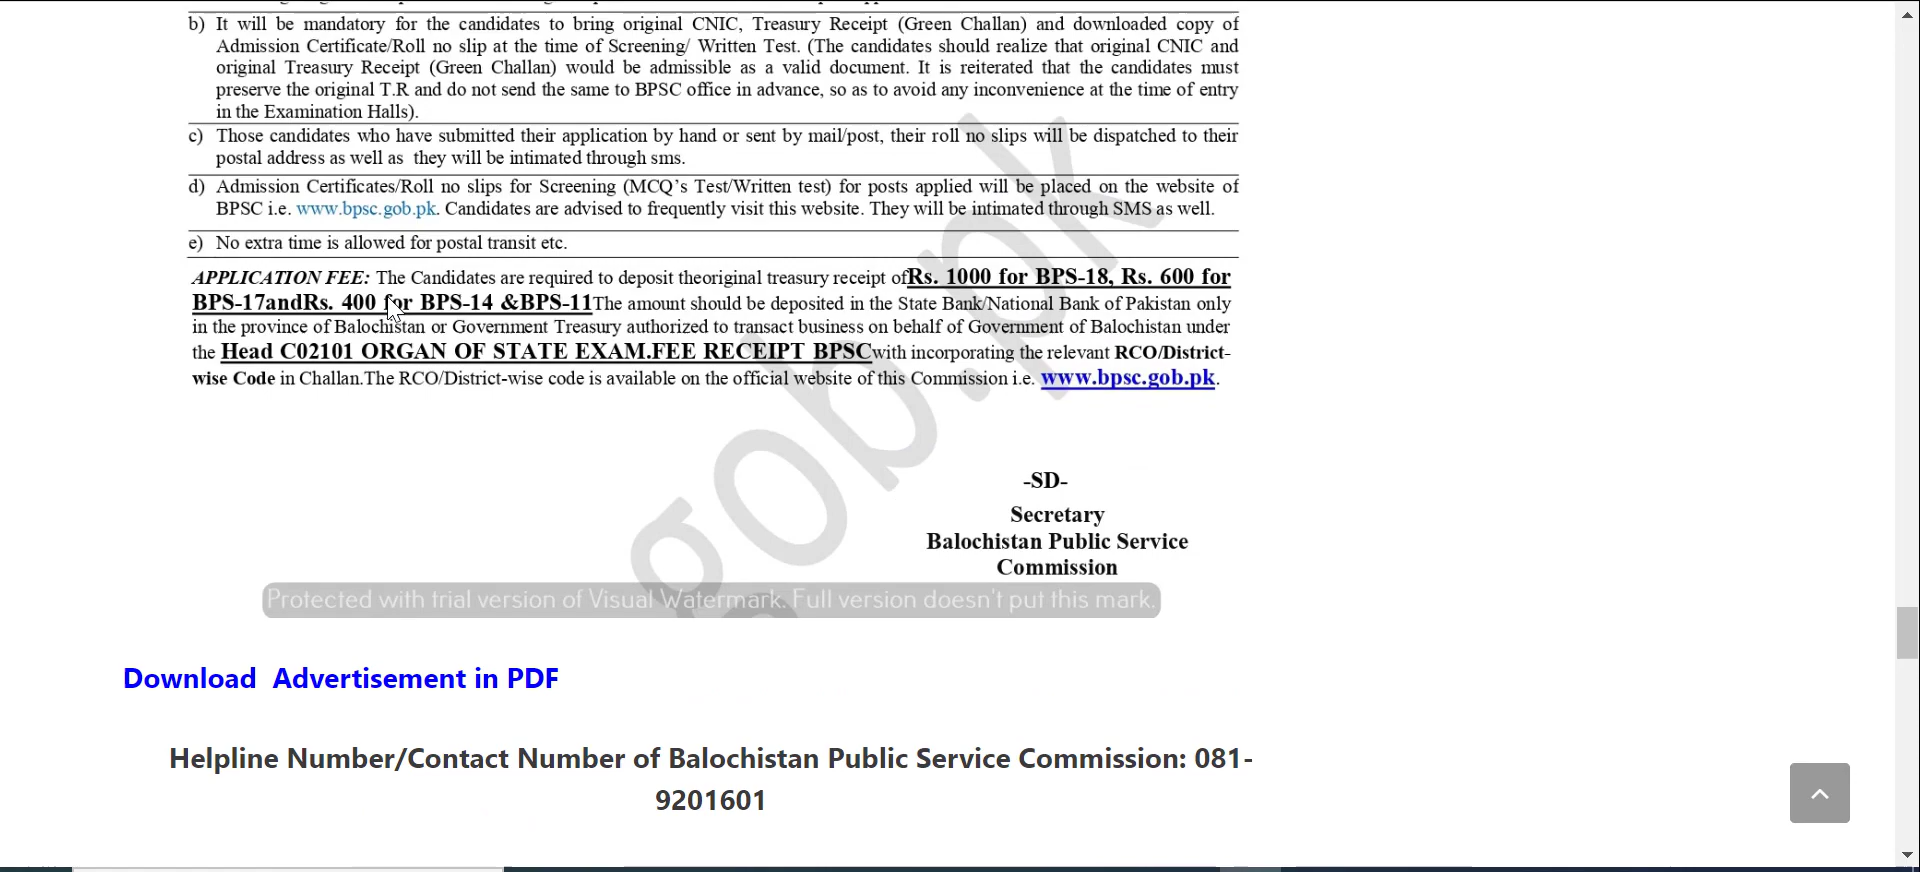 b) It will be mandatory for the candidates to bring original CNIC, Treasury Receipt (Green Challan) and downloaded copy of
Admission Certificate/Roll no slip at the time of Screening/ Written Test. (The candidates should realize that original CNIC and
original Treasury Receipt (Green Challan) would be admissible as a valid document. It is reiterated that the candidates must
preserve the original T.R and do not send the same to BPSC office in advance, so as to avoid any inconvenience at the time of entry
in the Examination Halls).
c) Those candidates who have submitted their application by hand or sent by mail/post, their roll no slips will be dispatched to their
postal address as well as they will be intimated through sms.
d) Admission Certificates/Roll no slips for Screening (MCQ's Test/Written test) for posts applied will be placed on the website of
BPSC i.e. www.bpsc.gob.pk. Candidates are advised to frequently visit this website. They will be intimated through SMS as well.
e) No extra time is allowed for postal transit etc.
APPLICATION FEE: The Candidates are required to deposit theoriginal treasury receipt ofRs. 1000 for BPS-18, Rs. 600 for
BPS-17andRs. 400 for BPS-14 &BPS-11The amount should be deposited in the State Bank/National Bank of Pakistan only
in the province of Balochistan or Government Treasury authorized to transact business on behalf of Government of Balochistan under
the Head C02101 ORGAN OF STATE EXAM.FEE RECEIPT BPSCwith incorporating the relevant RCO/District-
wise Code in Challan.The RCO/District-wise code is available on the official website of this Commission i.e. www.bpsc.gob.pk.
gob.pk
-SD-
Secretary
Balochistan Public Service
Commission
Protected with trial version of Visual Watermark. Full version doesn't put this mark.
Download Advertisement in PDF
Helpline Number/Contact Number of Balochistan Public Service Commission: 081-
9201601